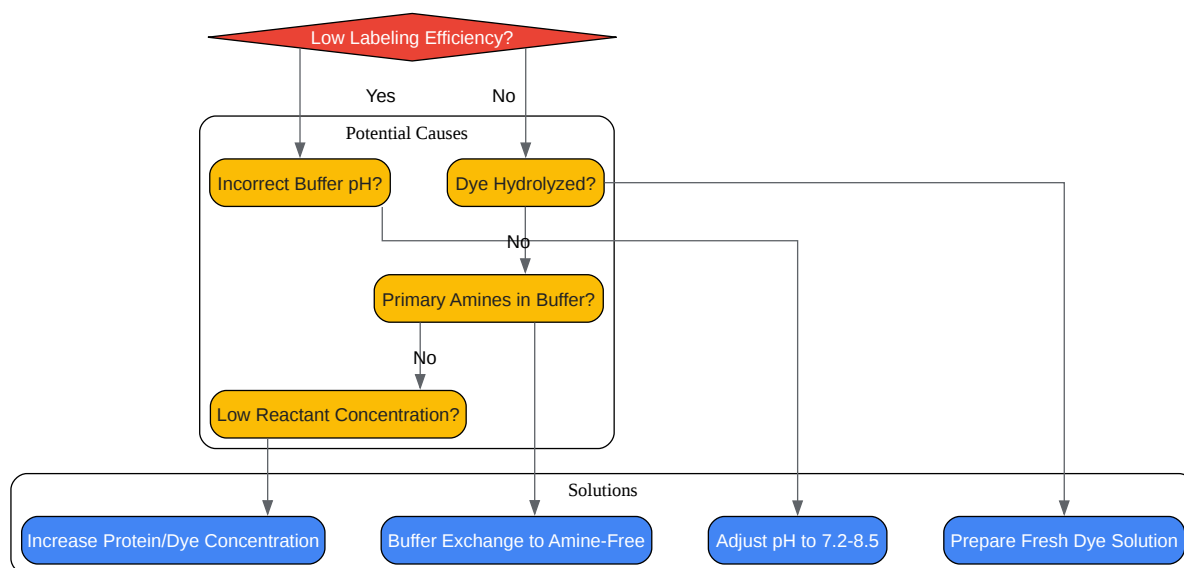 Low Labeling Efficiency?
Yes
No
Potential Causes
Incorrect Buffer pH?
Dye Hydrolyzed?
No
Primary Amines in Buffer?
No
Low Reactant Concentration?
Solutions
Increase Protein/Dye Concentration
Buffer Exchange to Amine-Free
Adjust pH to 7.2-8.5
Prepare Fresh Dye Solution